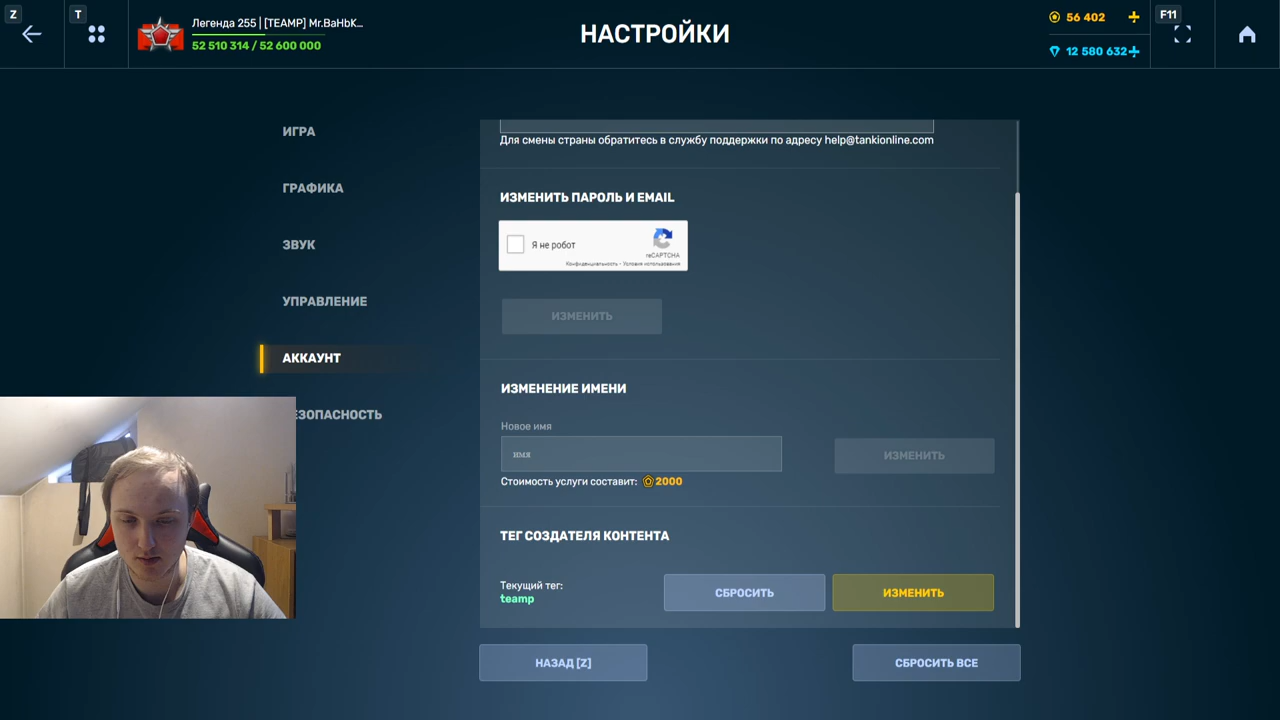 Z
T
Легенда 255 | [TEAMP] Mr.BaHbK...
52 510 314 / 52 600 000
НАСТРОЙКИ
56 402
12 580 632
F11
ИГРА
ГРАФИКА
ЗВУК
УПРАВЛЕНИЕ
АККАУНТ
ЕЗОПАСНОСТЬ
Для смены страны обратитесь в службу поддержки по адресу help@tankionline.com
ИЗМЕНИТЬ ПАРОЛЬ И EMAIL
Я не робот
reCAPTCHA
Конфиденциальность - Условия использования
ИЗМЕНИТЬ
ИЗМЕНЕНИЕ ИМЕНИ
Новое имя
имя
ИЗМЕНИТЬ
Стоимость услуги составит: 2000
ТЕГ СОЗДАТЕЛЯ КОНТЕНТА
Текущий тег:
teamp
СБРОСИТЬ
ИЗМЕНИТЬ
НАЗАД [Z]
СБРОСИТЬ ВСЕ